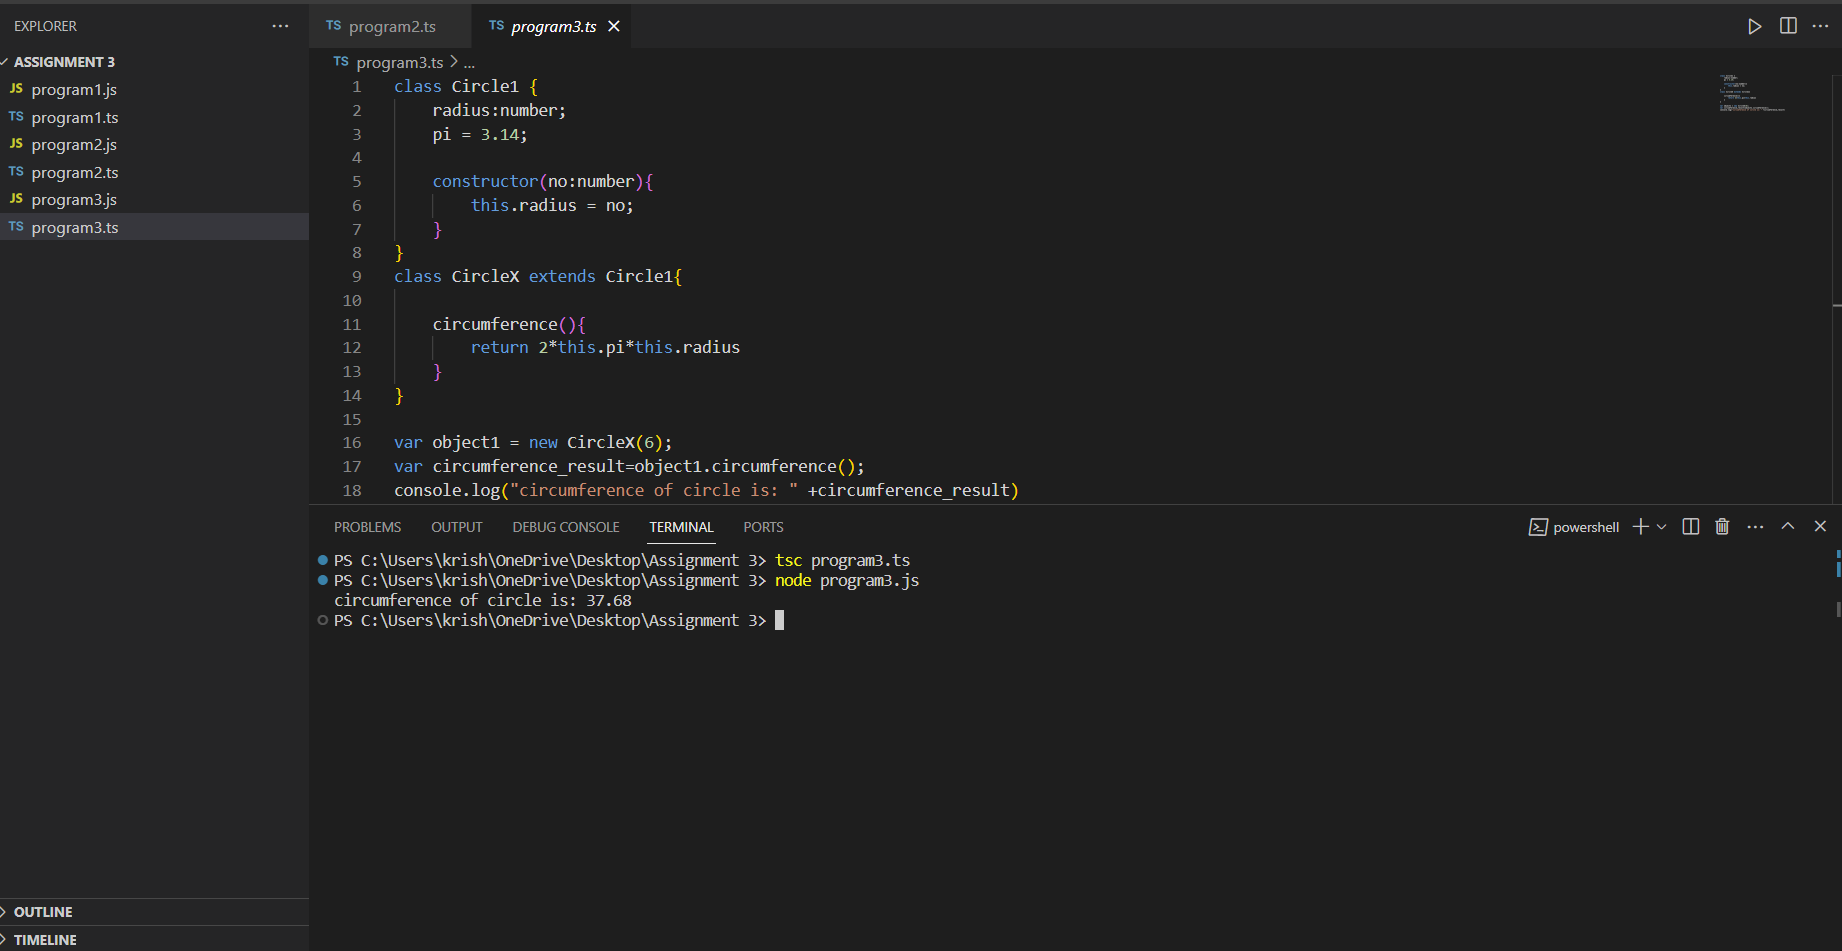 EXPLORER
ASSIGNMENT 3
JS program1.js
TS program1.ts
JS program2.js
TS program2.ts
JS program3.js
TS program3.ts
OUTLINE
TIMELINE
TS program2.ts
TS program3.ts
TS program3.ts > ...
1 class Circle1 {
2 radius:number;
3 pi = 3.14;
4
5 constructor(no:number){
6 this.radius = no;
7 }
8 }
9 class CircleX extends Circle1{
10
11 circumference(){
12 return 2*this.pi*this.radius
13 }
14 }
15
16 var object1 = new CircleX(6);
17 var circumference_result=object1.circumference();
18 console.log("circumference of circle is: " +circumference_result)
PROBLEMS OUTPUT DEBUG CONSOLE TERMINAL PORTS
powershell
PS C:\Users\krish\OneDrive\Desktop\Assignment 3> tsc program3.ts
PS C:\Users\krish\OneDrive\Desktop\Assignment 3> node program3.js
circumference of circle is: 37.68
PS C:\Users\krish\OneDrive\Desktop\Assignment 3>